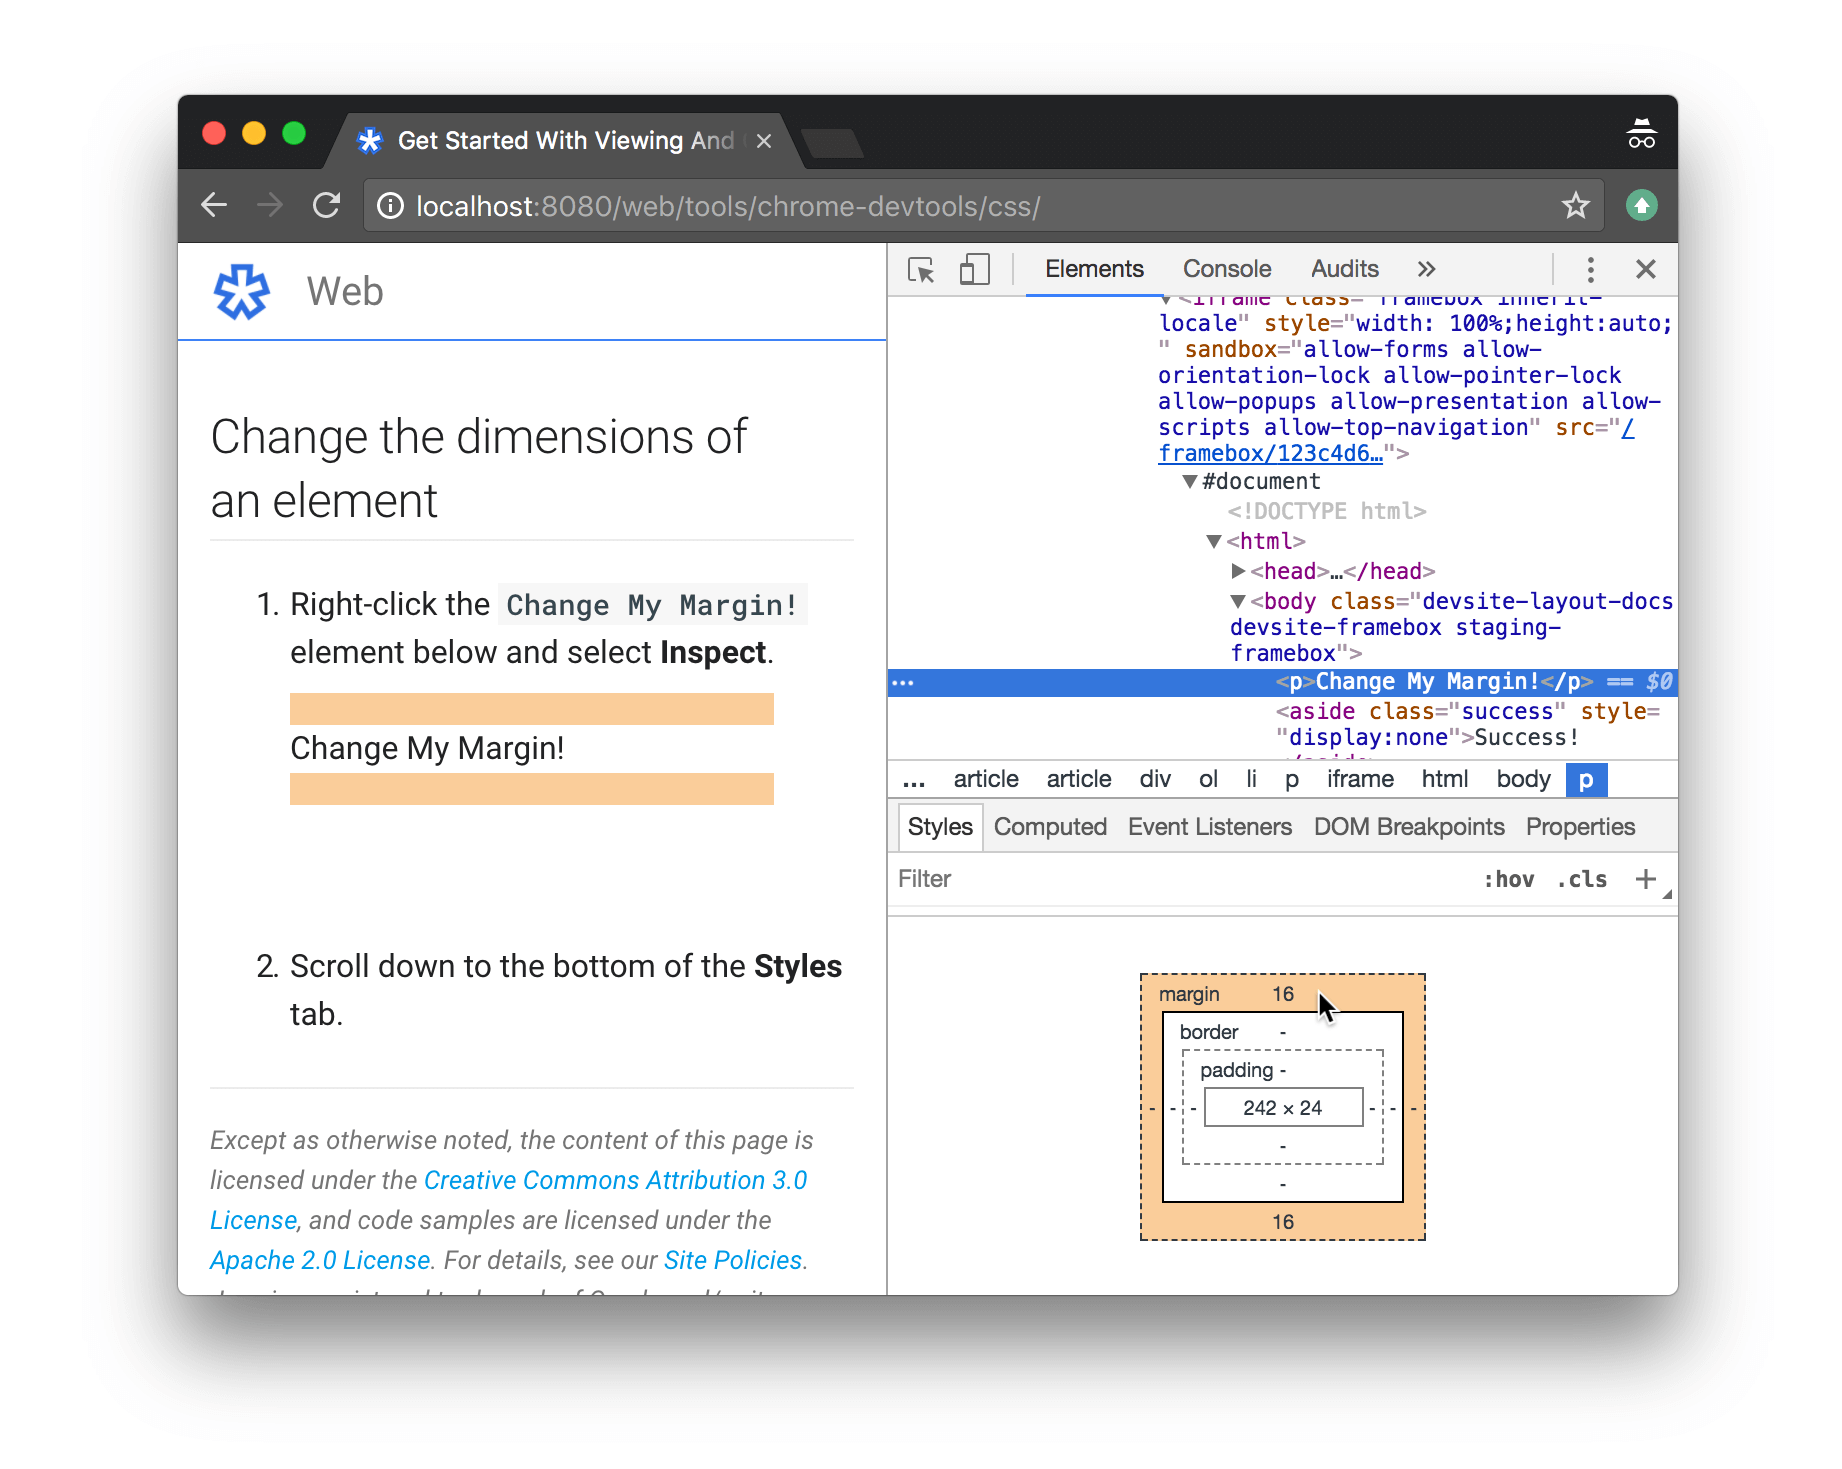 Get Started With Viewing And
localhost:8080/web/tools/chrome-devtools/css/
Web
Change the dimensions of
an element
1. Right-click the Change My Margin!
element below and select Inspect.
Change My Margin!
2. Scroll down to the bottom of the Styles
tab.
Except as otherwise noted, the content of this page is
licensed under the Creative Commons Attribution 3.0
License, and code samples are licensed under the
Apache 2.0 License. For details, see our Site Policies.
Elements Console Audits »
<iframe class="framebox inherit-
locale" style="width: 100%;height:auto;
" sandbox="allow-forms allow-
orientation-lock allow-pointer-lock
allow-popups allow-presentation allow-
scripts allow-top-navigation" src="/
framebox/123c4d6…">
#document
<!DOCTYPE html>
<html>
<head>…</head>
<body class="devsite-layout-docs
devsite-framebox staging-
framebox">
… <p>Change My Margin!</p> == $0
<aside class="success" style=
"display:none">Success!
</aside>
... article article div ol li p iframe html body p
Styles Computed Event Listeners DOM Breakpoints Properties
Filter :hov .cls +
margin 16
border -
padding -
- - - 242 × 24 - - -
-
-
16